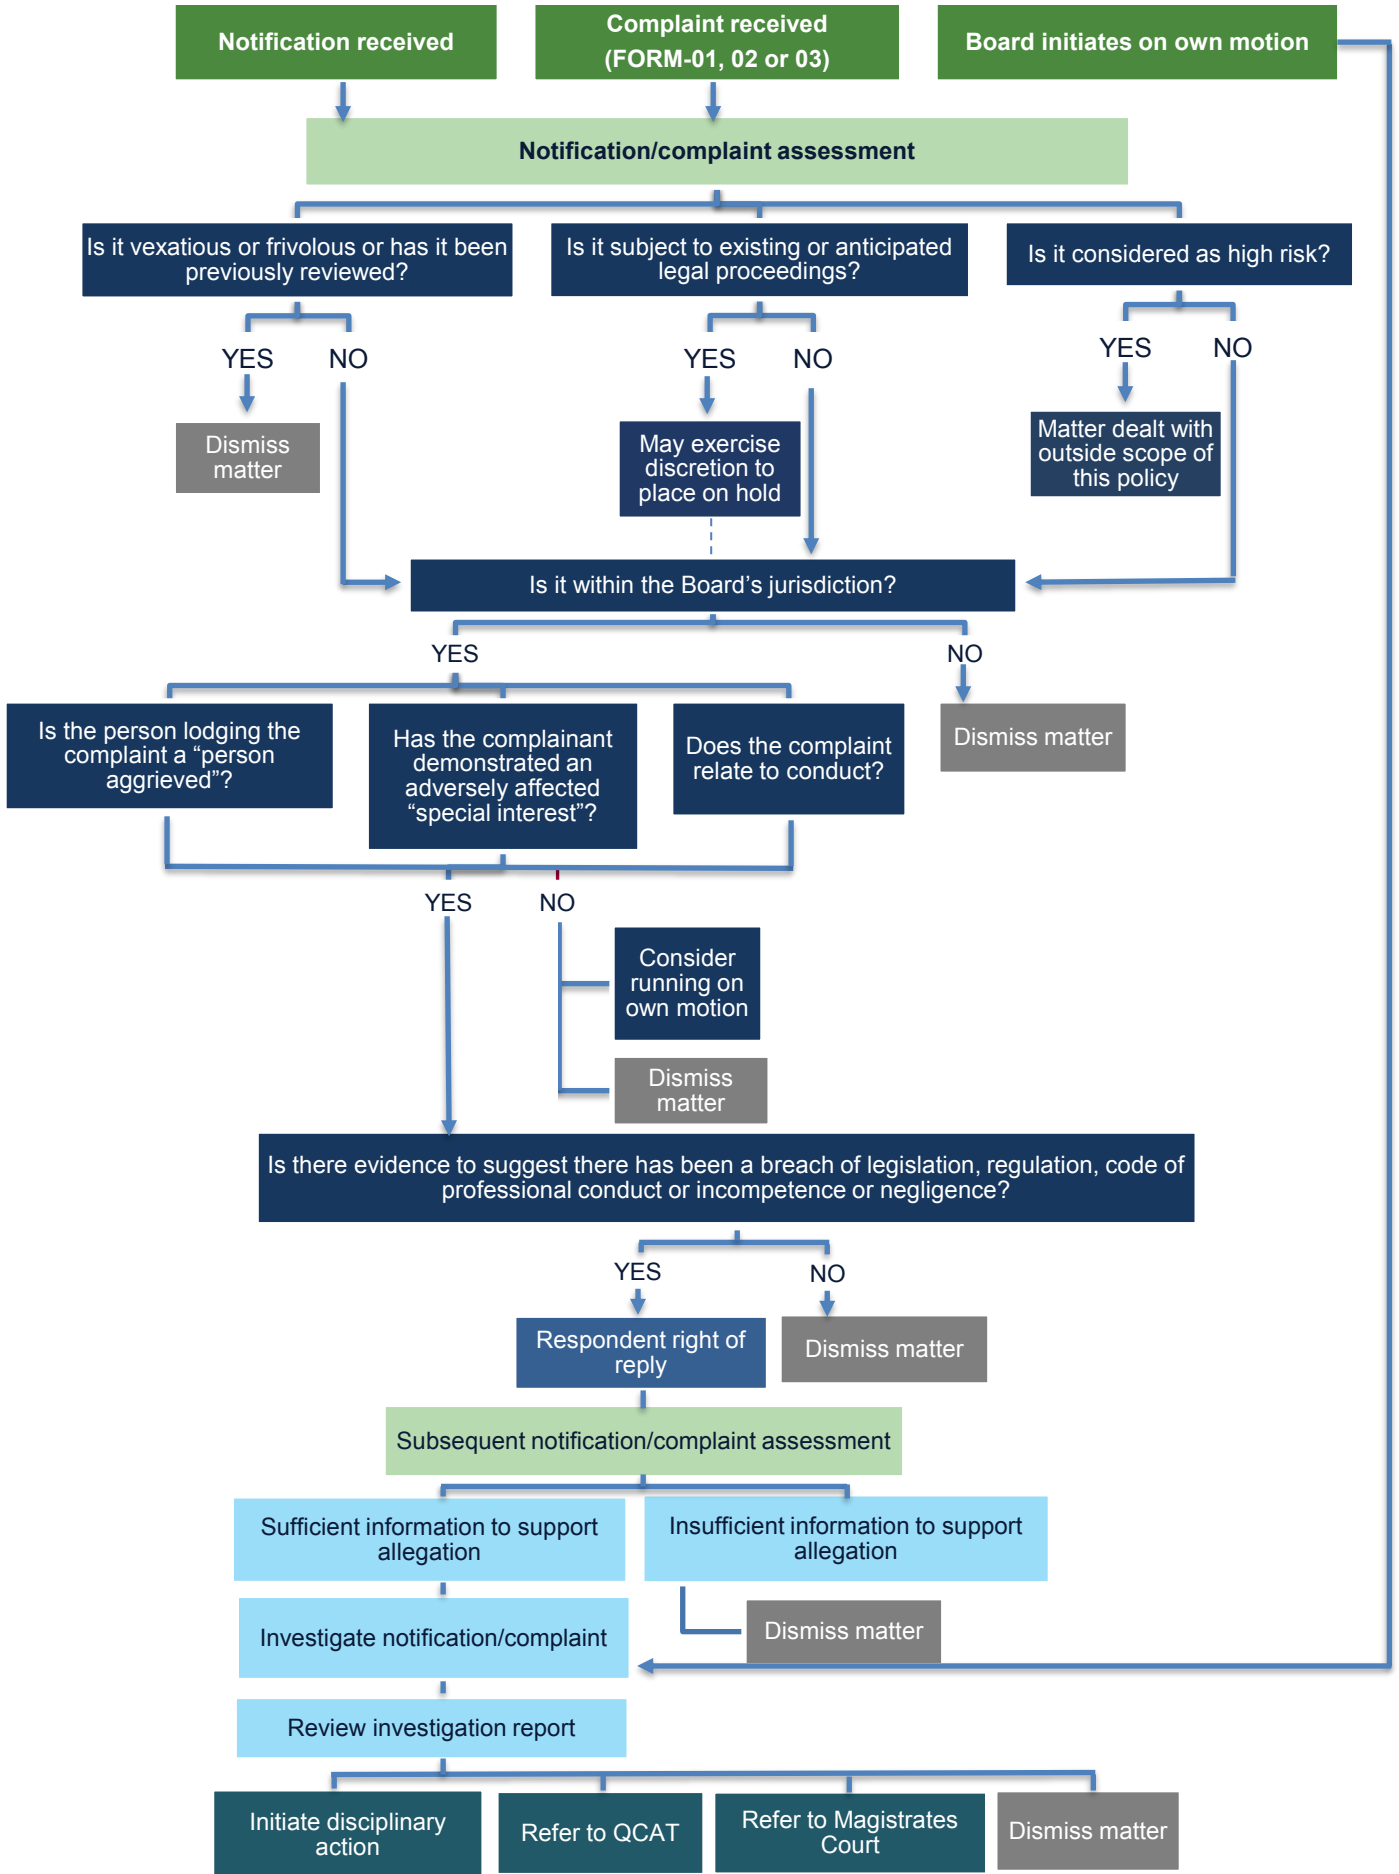 Notification received
Complaint received
(FORM-01, 02 or 03)
Board initiates on own motion
Notification/complaint assessment
Is it vexatious or frivolous or has it been
previously reviewed?
Is it subject to existing or anticipated
legal proceedings?
Is it considered as high risk?
YES
NO
YES
NO
YES
NO
Dismiss
matter
May exercise
discretion to
place on hold
Matter dealt with
outside scope of
this policy
Is it within the Board’s jurisdiction?
YES
NO
Is the person lodging the
complaint a “person
aggrieved”?
Has the complainant
demonstrated an
adversely affected
“special interest”?
Does the complaint
relate to conduct?
Dismiss matter
YES
NO
Consider
running on
own motion
Dismiss
matter
Is there evidence to suggest there has been a breach of legislation, regulation, code of
professional conduct or incompetence or negligence?
YES
NO
Respondent right of
reply
Dismiss matter
Subsequent notification/complaint assessment
Sufficient information to support
allegation
Insufficient information to support
allegation
Investigate notification/complaint
Dismiss matter
Review investigation report
Initiate disciplinary
action
Refer to QCAT
Refer to Magistrates
Court
Dismiss matter